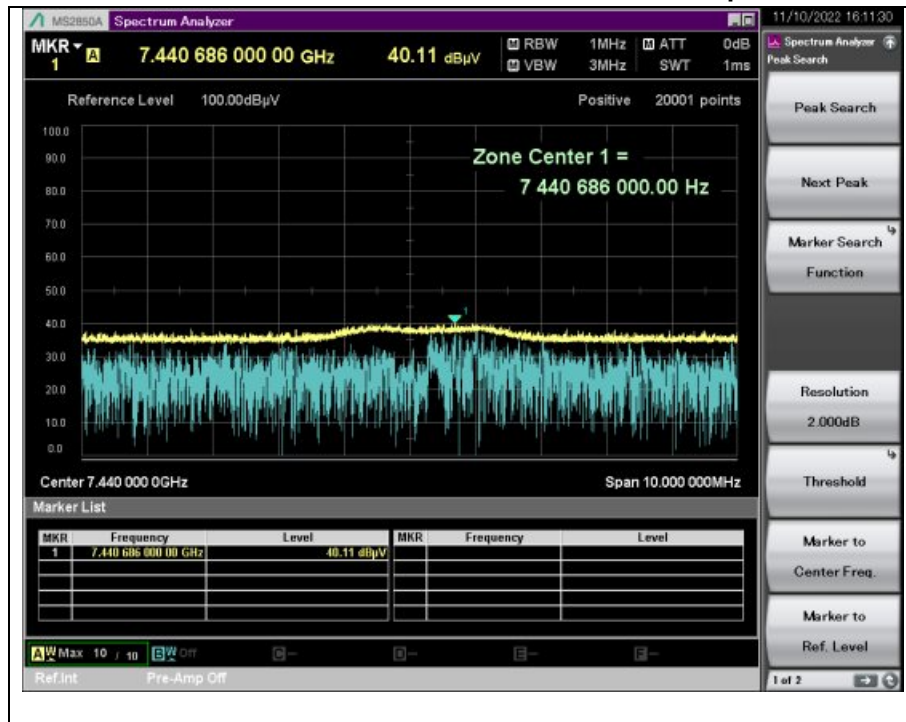 MS2850A Spectrum Analyzer
11/10/2022 16:11:30
MKR 1 A 7.440 686 000 00 GHz 40.11 dBµV
M RBW 1MHz M ATT 0dB
M VBW 3MHz SWT 1ms
Reference Level 100.00dBµV Positive 20001 points
100.0
90.0
80.0
70.0
60.0
50.0
40.0
30.0
20.0
10.0
0.0
Zone Center 1 =
7 440 686 000.00 Hz
1
Center 7.440 000 0GHz Span 10.000 000MHz
Marker List
MKR Frequency Level MKR Frequency Level
1 7.440 686 000 00 GHz 40.11 dBµV
A W Max 10 / 10 B W Off C - D - E - F -
Ref.Int Pre-Amp Off
Spectrum Analyzer
Peak Search
Peak Search
Next Peak
Marker Search
Function
Resolution
2.000dB
Threshold
Marker to
Center Freq.
Marker to
Ref. Level
1 of 2